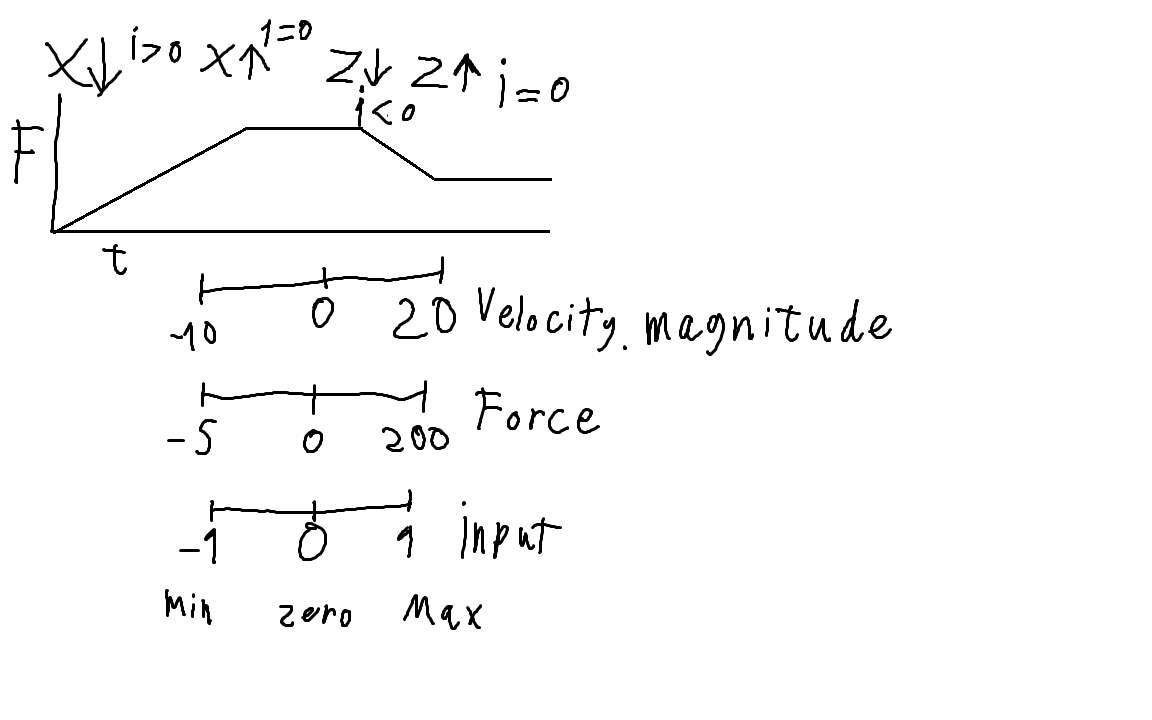 X↓ i>0 X↑ 1=0 Z↓ Z↑ i=0
i<0
F
t
-10 0 20 Velocity. magnitude
-5 0 200 Force
-1 0 1 input
Min zero Max